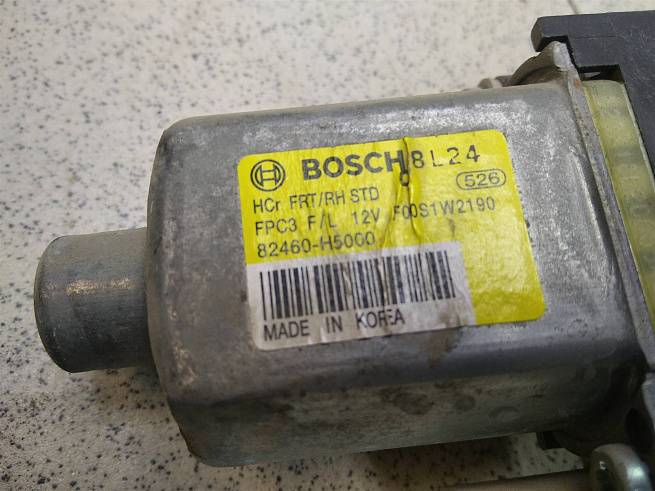 BOSCH 8L24
HCr FRT/RH STD 526
FPC3 F/L 12V F00S1W2190
82460-H5000
MADE IN KOREA